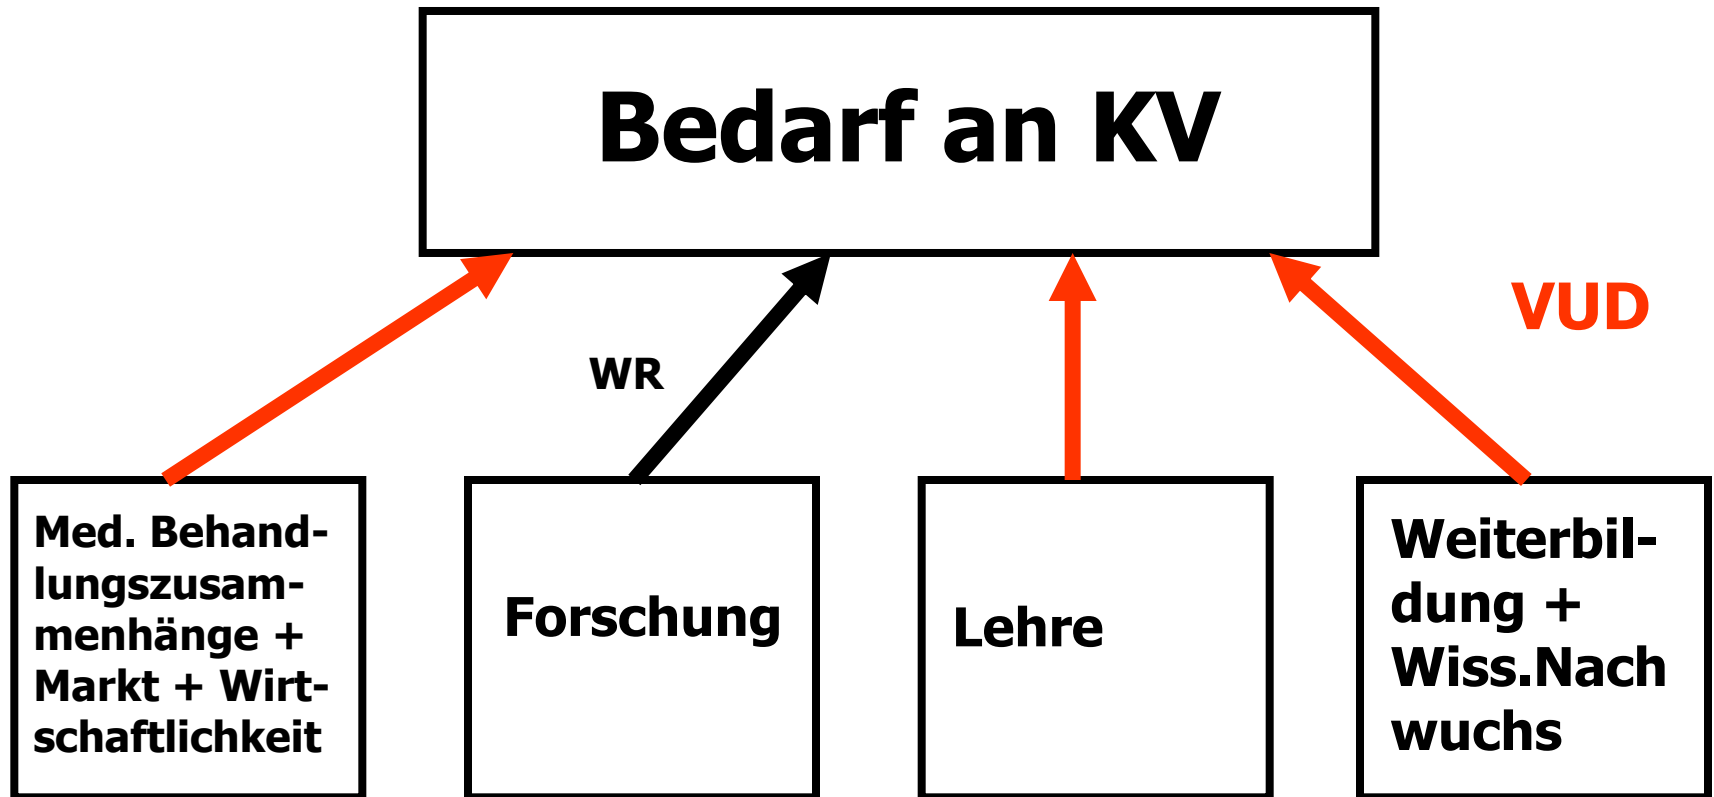 Bedarf an KV
VUD
WR
Med. Behand-
lungszusam-
menhänge +
Markt + Wirt-
schaftlichkeit
Forschung
Lehre
Weiterbil-
dung +
Wiss.Nach
wuchs